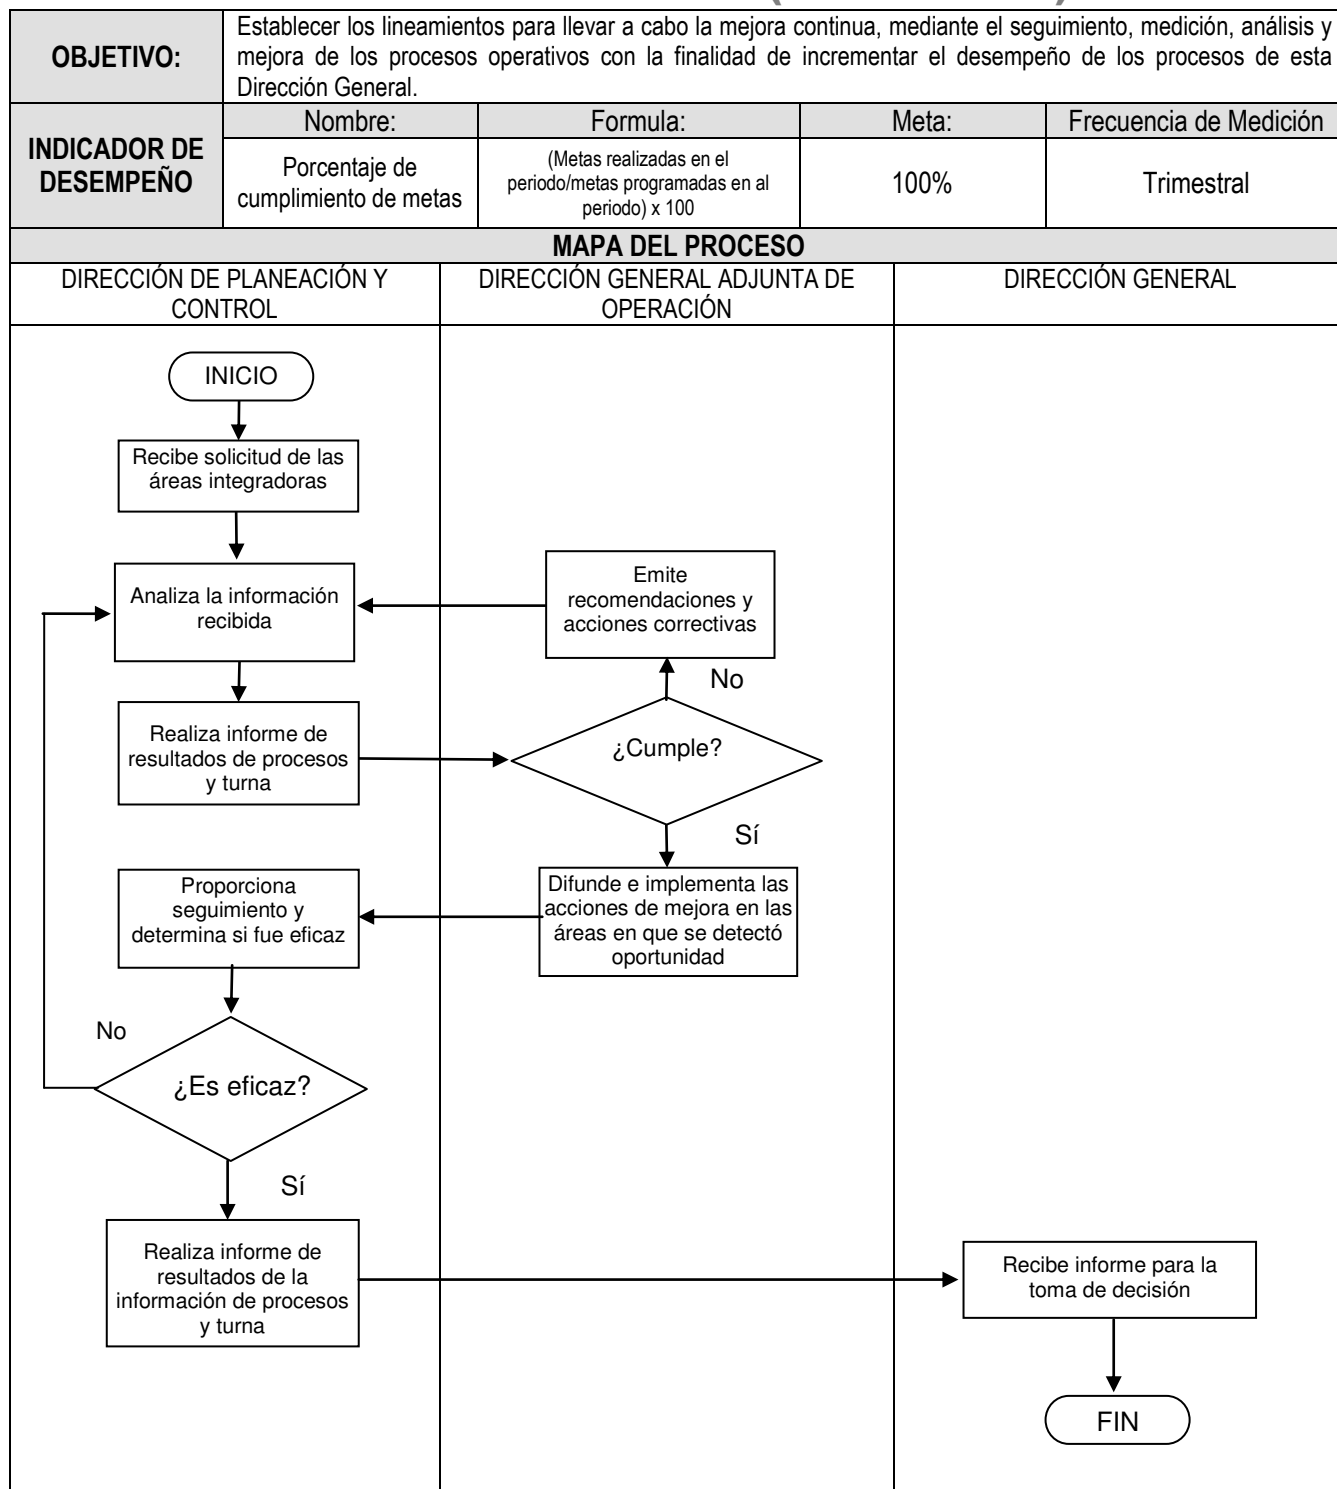 OBJETIVO:
Establecer los lineamientos para llevar a cabo la mejora continua, mediante el seguimiento, medición, análisis y
mejora de los procesos operativos con la finalidad de incrementar el desempeño de los procesos de esta
Dirección General.
INDICADOR DE
DESEMPEÑO
Nombre:
Formula:
Meta:
Frecuencia de Medición
Porcentaje de
cumplimiento de metas
(Metas realizadas en el
periodo/metas programadas en al
periodo) x 100
100%
Trimestral
MAPA DEL PROCESO
DIRECCIÓN DE PLANEACIÓN Y
CONTROL
DIRECCIÓN GENERAL ADJUNTA DE
OPERACIÓN
DIRECCIÓN GENERAL
INICIO
Recibe solicitud de las
áreas integradoras
Analiza la información
recibida
Emite
recomendaciones y
acciones correctivas
No
Realiza informe de
resultados de procesos
y turna
¿Cumple?
Sí
Proporciona
seguimiento y
determina si fue eficaz
Difunde e implementa las
acciones de mejora en las
áreas en que se detectó
oportunidad
No
¿Es eficaz?
Sí
Realiza informe de
resultados de la
información de procesos
y turna
Recibe informe para la
toma de decisión
FIN